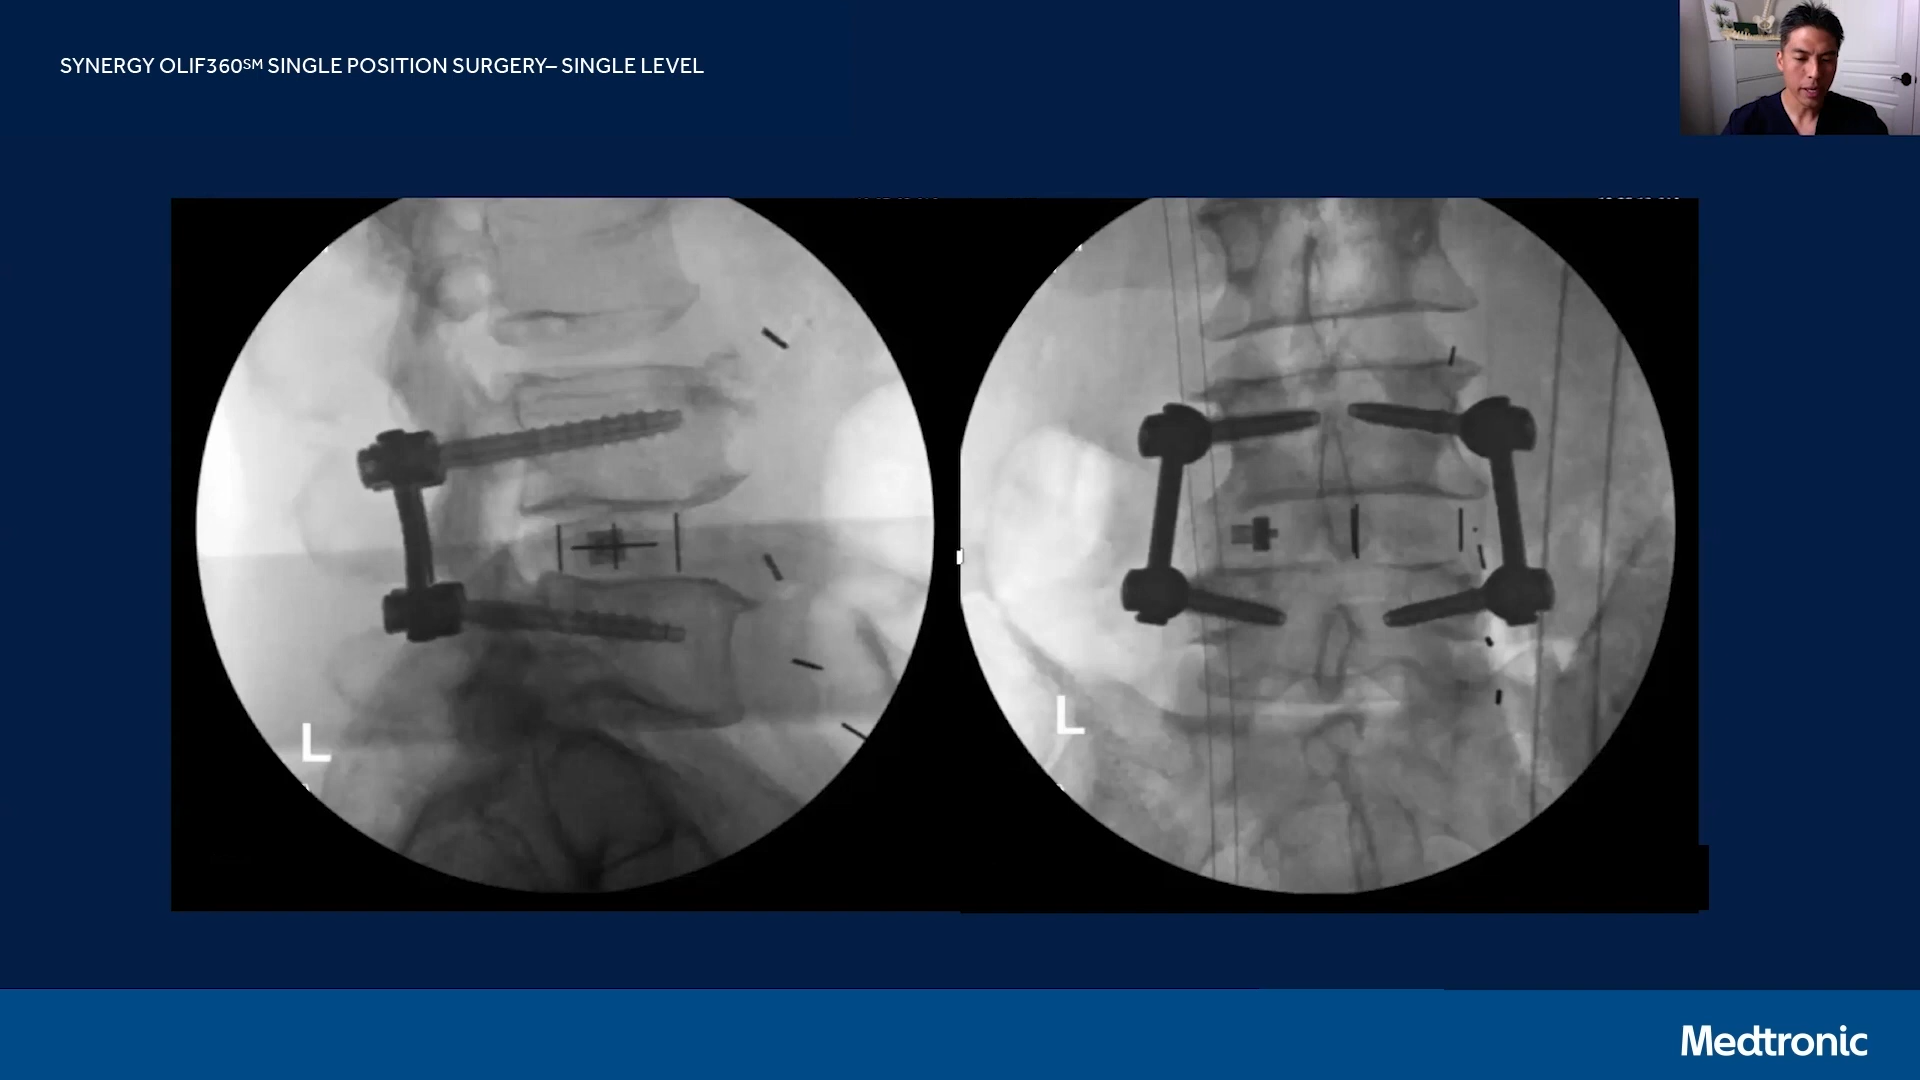 SYNERGY OLIF360℠ SINGLE POSITION SURGERY– SINGLE LEVEL
L
L
Medtronic